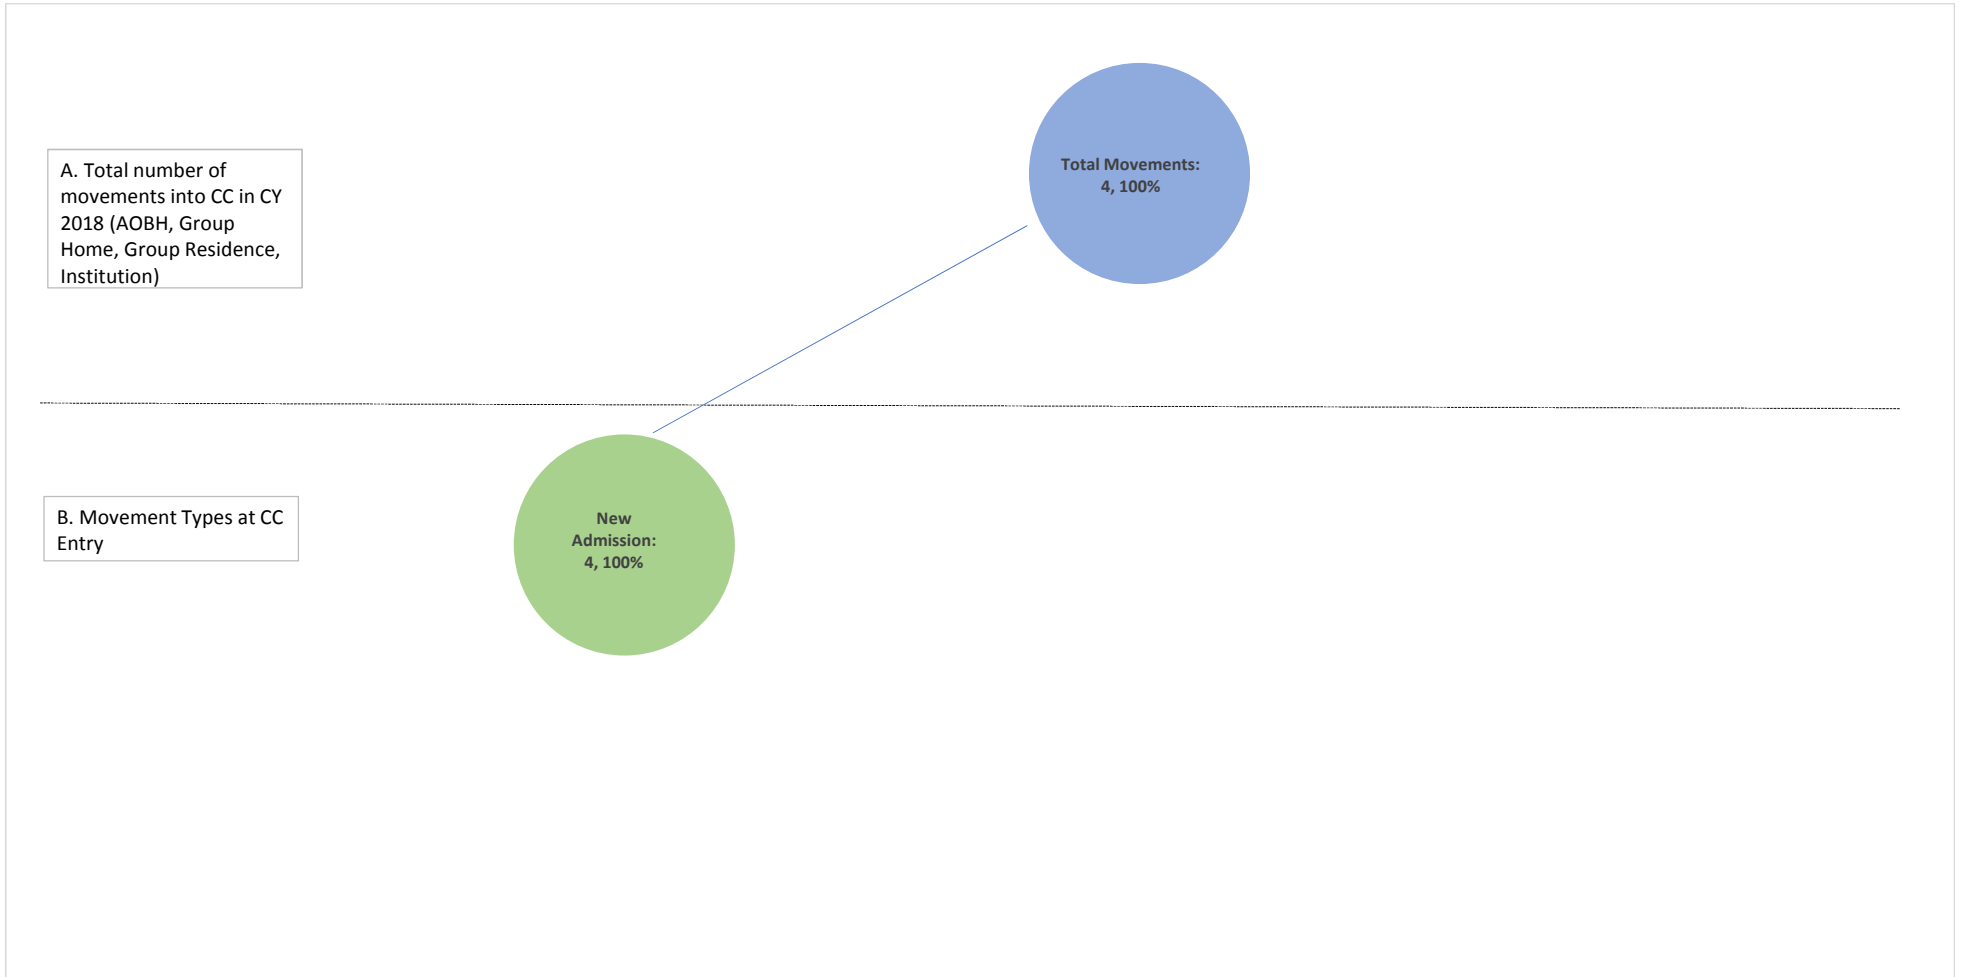 A. Total number of
movements into CC in CY
2018 (AOBH, Group
Home, Group Residence,
Institution)
Total Movements:
4, 100%
B. Movement Types at CC
Entry
New
Admission:
4, 100%